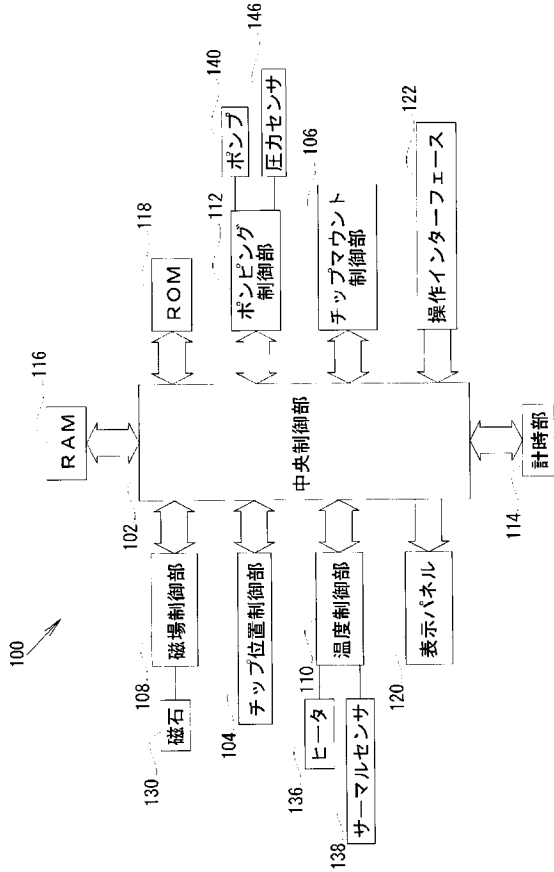 100
116
RAM
102
中央制御部
108
磁場制御部
130
磁石
104
チップ位置制御部
110
温度制御部
136
ヒータ
138
サーマルセンサ
120
表示パネル
118
ROM
112
ポンピング
制御部
140
ポンプ
146
圧力センサ
106
チップマウント
制御部
122
操作インターフェース
114
計時部